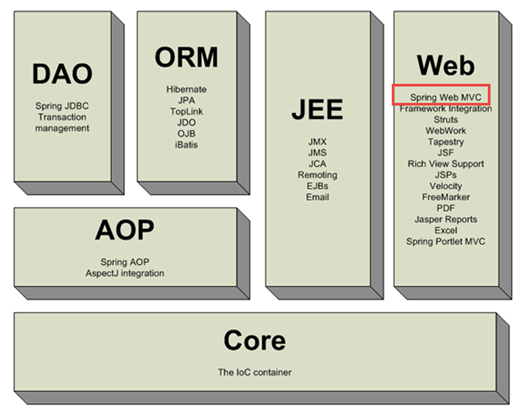 DAO
Spring JDBC
Transaction
management
ORM
Hibernate
JPA
TopLink
JDO
OJB
iBatis
JEE
JMX
JMS
JCA
Remoting
EJBs
Email
Web
Spring Web MVC
Framework Integration
Struts
WebWork
Tapestry
JSF
Rich View Support
JSPs
Velocity
FreeMarker
PDF
Jasper Reports
Excel
Spring Portlet MVC
AOP
Spring AOP
AspectJ integration
Core
The IoC container